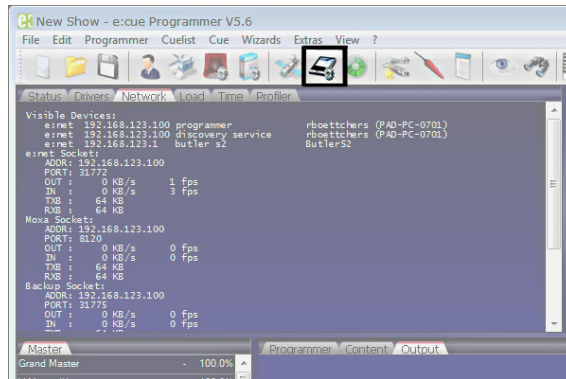 New Show - e:cue Programmer V5.6
File Edit Programmer Cuelist Cue Wizards Extras View ?
Status Drivers Network Load Time Profiler
Visible Devices:
e:net 192.168.123.100 programmer rboettchers (PAD-PC-0701)
e:net 192.168.123.100 discovery service rboettchers (PAD-PC-0701)
e:net 192.168.123.1 butler s2 ButlerS2
e:net Socket:
ADDR: 192.168.123.100
PORT: 31772
OUT : 0 KB/s 1 fps
IN : 0 KB/s 3 fps
TXB : 64 KB
RXB : 64 KB
Moxa Socket:
ADDR: 192.168.123.100
PORT: 8120
OUT : 0 KB/s 0 fps
IN : 0 KB/s 0 fps
TXB : 64 KB
RXB : 64 KB
Backup Socket:
ADDR: 192.168.123.100
PORT: 31775
OUT : 0 KB/s 0 fps
IN : 0 KB/s 0 fps
Master Programmer Content Output
Grand Master - 100.0%